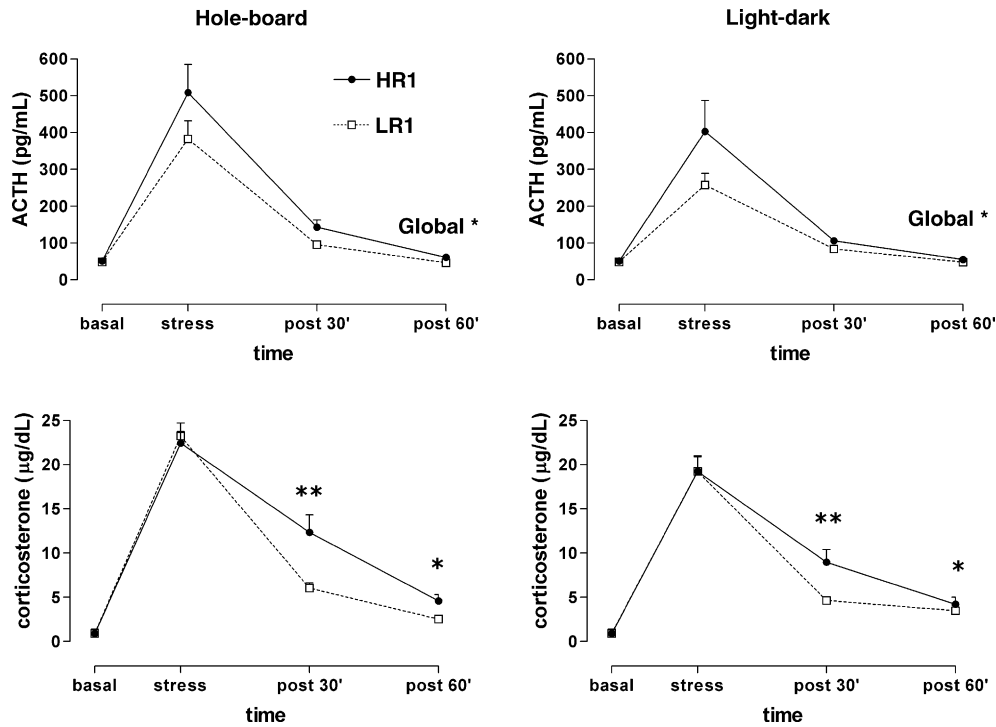 Hole-board
Light-dark
ACTH (pg/mL)
600
500
400
300
200
100
0
HR1
LR1
Global *
basal
stress
post 30'
post 60'
time
ACTH (pg/mL)
600
500
400
300
200
100
0
Global *
basal
stress
post 30'
post 60'
time
corticosterone (µg/dL)
25
20
15
10
5
0
**
*
basal
stress
post 30'
post 60'
time
corticosterone (µg/dL)
25
20
15
10
5
0
**
*
basal
stress
post 30'
post 60'
time